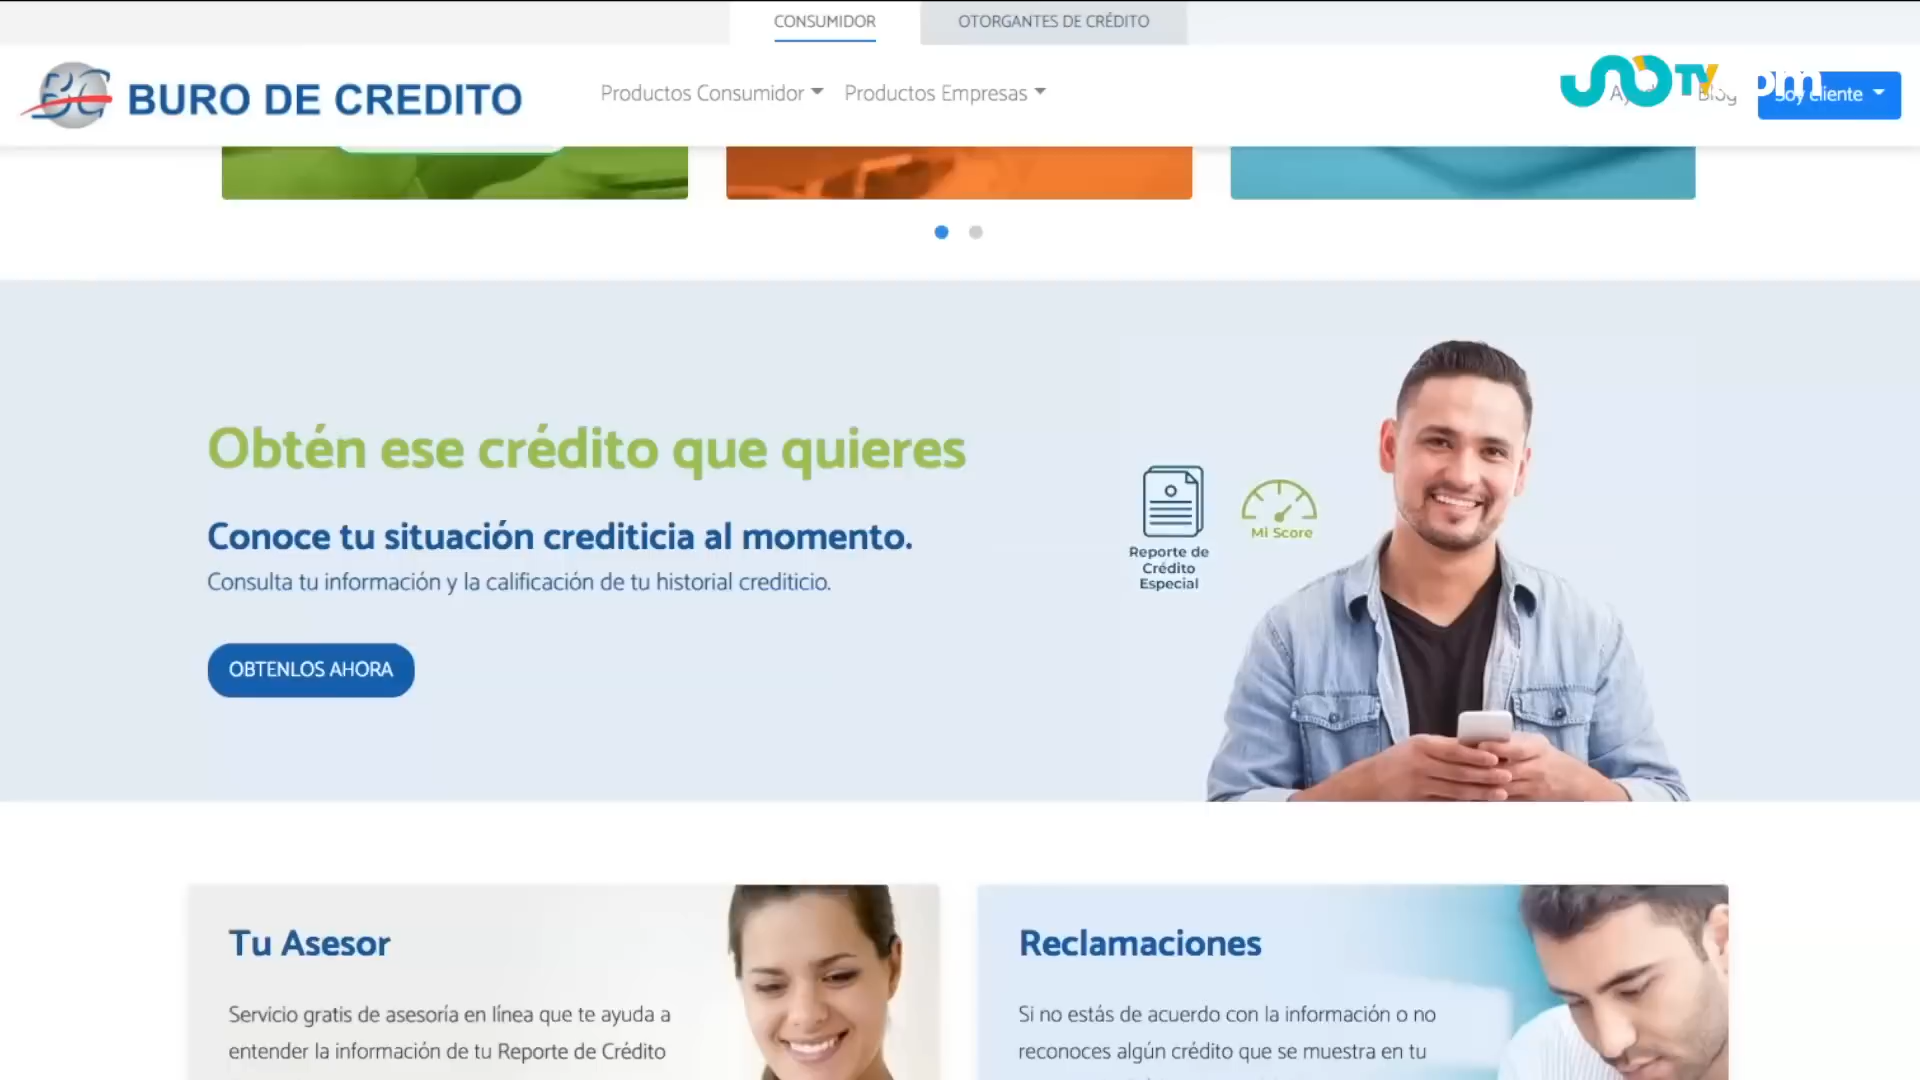 CONSUMIDOR
OTORGANTES DE CRÉDITO
BURO DE CREDITO
Productos Consumidor
Productos Empresas
Blog
Soy cliente
UNO TV.com
Obtén ese crédito que quieres
Conoce tu situación crediticia al momento.
Consulta tu información y la calificación de tu historial crediticio.
OBTENLOS AHORA
Reporte de
Crédito
Especial
Mi Score
Tu Asesor
Servicio gratis de asesoría en línea que te ayuda a
entender la información de tu Reporte de Crédito
Reclamaciones
Si no estás de acuerdo con la información o no
reconoces algún crédito que se muestra en tu